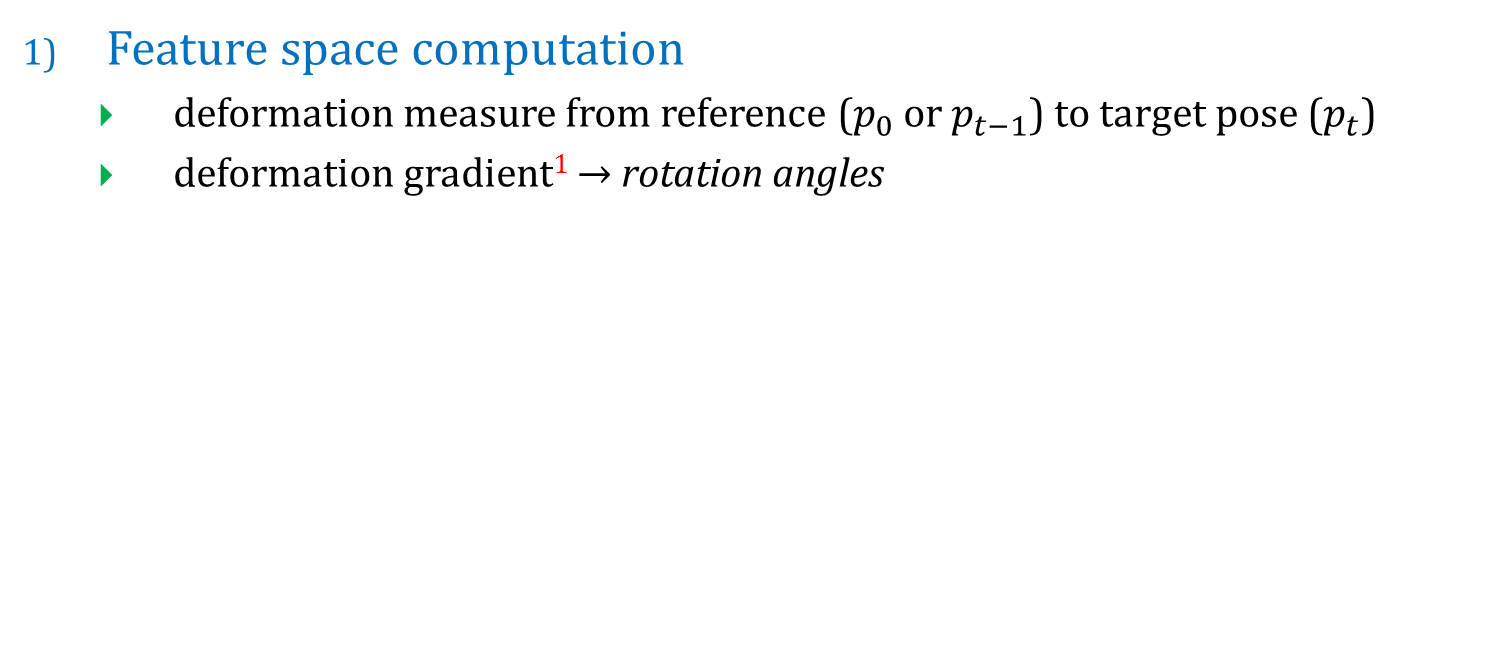 1) Feature space computation
deformation measure from reference (p₀ or pₜ₋₁) to target pose (pₜ)
deformation gradient¹ → rotation angles